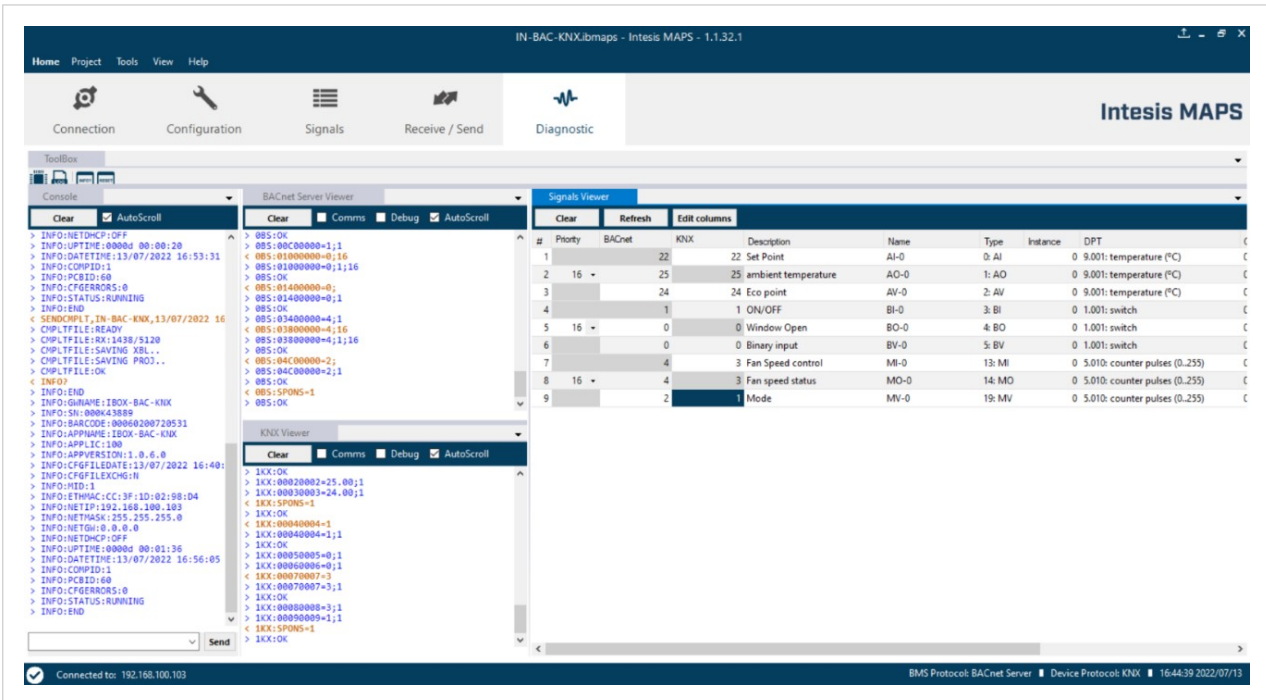 IN-BAC-KNX.ibmaps - Intesis MAPS - 1.1.32.1
Home Project Tools View Help
Connection Configuration Signals Receive / Send Diagnostic
Intesis MAPS
ToolBox
Console
Clear AutoScroll
> INFO:NETDHCP:OFF
> INFO:UPTIME:0000d 00:00:20
> INFO:DATETIME:13/07/2022 16:53:31
> INFO:COMPID:1
> INFO:PCBID:60
> INFO:CFGERRORS:0
> INFO:STATUS:RUNNING
> INFO:END
< SENDCMPLT,IN-BAC-KNX,13/07/2022 16
> CMPLTFILE:READY
> CMPLTFILE:RX:1438/5120
> CMPLTFILE:SAVING XBL..
> CMPLTFILE:SAVING PROJ..
> CMPLTFILE:OK
< INFO?
> INFO:END
> INFO:GWNAME:IBOX-BAC-KNX
> INFO:SN:000K43889
> INFO:BARCODE:00060200720531
> INFO:APPNAME:IBOX-BAC-KNX
> INFO:APPLIC:100
> INFO:APPVERSION:1.0.6.0
> INFO:CFGFILEDATE:13/07/2022 16:40:
> INFO:CFGFILEXCHG:N
> INFO:MID:1
> INFO:ETHMAC:CC:3F:1D:02:98:D4
> INFO:NETIP:192.168.100.103
> INFO:NETMASK:255.255.255.0
> INFO:NETGW:0.0.0.0
> INFO:NETDHCP:OFF
> INFO:UPTIME:0000d 00:01:36
> INFO:DATETIME:13/07/2022 16:56:05
> INFO:COMPID:1
> INFO:PCBID:60
> INFO:CFGERRORS:0
> INFO:STATUS:RUNNING
> INFO:END
Send
BACnet Server Viewer
Clear Comms Debug AutoScroll
> 0BS:OK
> 0BS:00C00000=1;1
< 0BS:01000000=0;16
> 0BS:01000000=0;1;16
> 0BS:OK
< 0BS:01400000=0;
> 0BS:01400000=0;1
> 0BS:OK
> 0BS:03400000=4;1
< 0BS:03800000=4;16
> 0BS:03800000=4;1;16
> 0BS:OK
< 0BS:04C00000=2;
> 0BS:04C00000=2;1
> 0BS:OK
< 0BS:SPONS=1
> 0BS:OK
KNX Viewer
Clear Comms Debug AutoScroll
> 1KX:OK
> 1KX:00020002=25.00;1
> 1KX:00030003=24.00;1
< 1KX:SPONS=1
> 1KX:OK
< 1KX:00040004=1
> 1KX:00040004=1;1
> 1KX:OK
> 1KX:00050005=0;1
> 1KX:00060006=0;1
< 1KX:00070007=3
> 1KX:00070007=3;1
> 1KX:OK
> 1KX:00080008=3;1
> 1KX:00090009=1;1
< 1KX:SPONS=1
> 1KX:OK
Signals Viewer
Clear Refresh Edit columns
# Priority BACnet KNX Description Name Type Instance DPT
1 22 22 Set Point AI-0 0: AI 0 9.001: temperature (ºC)
2 16 25 25 ambient temperature AO-0 1: AO 0 9.001: temperature (ºC)
3 24 24 Eco point AV-0 2: AV 0 9.001: temperature (ºC)
4 1 1 ON/OFF BI-0 3: BI 0 1.001: switch
5 16 0 0 Window Open BO-0 4: BO 0 1.001: switch
6 0 0 Binary input BV-0 5: BV 0 1.001: switch
7 4 3 Fan Speed control MI-0 13: MI 0 5.010: counter pulses (0..255)
8 16 4 3 Fan speed status MO-0 14: MO 0 5.010: counter pulses (0..255)
9 2 1 Mode MV-0 19: MV 0 5.010: counter pulses (0..255)
Connected to: 192.168.100.103
BMS Protocol: BACnet Server Device Protocol: KNX 16:44:39 2022/07/13